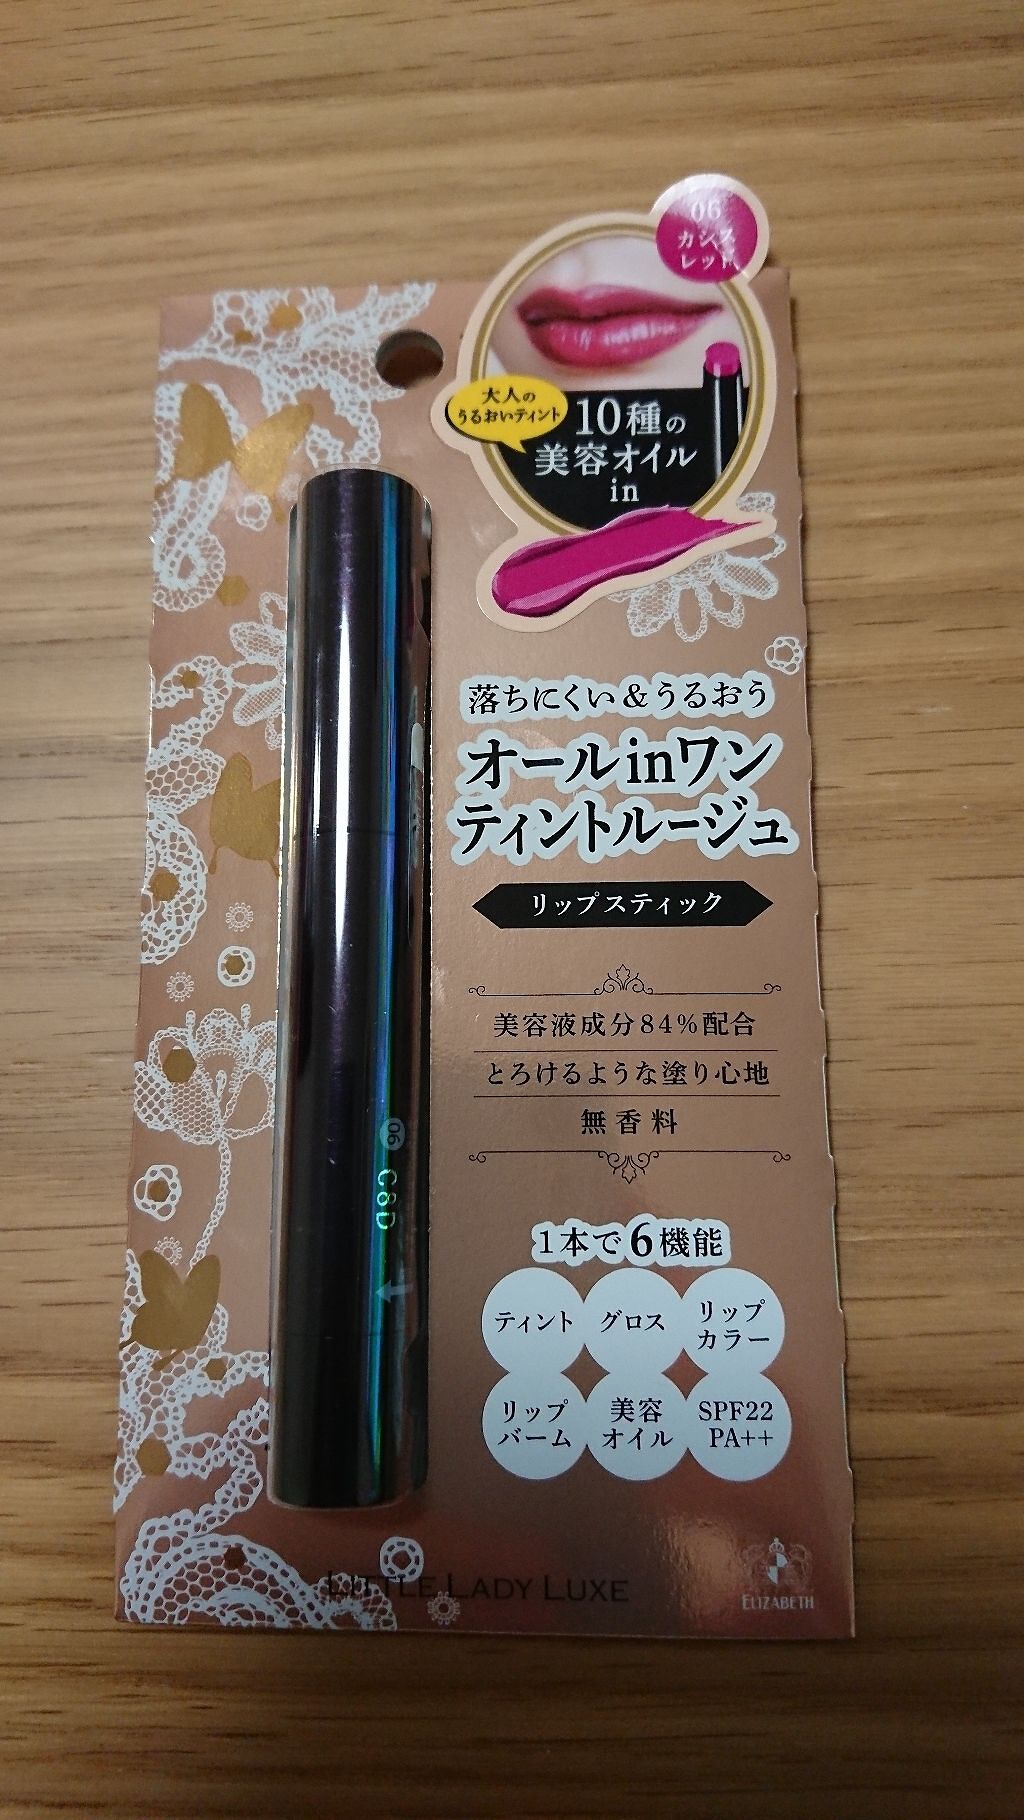 06
カシス
レッド
大人の
うるおいティント
10種の
美容オイル
in
落ちにくい&うるおう
オールinワン
ティントルージュ
リップスティック
美容液成分84%配合
とろけるような塗り心地
無香料
06 C8D
1本で6機能
ティント
グロス
リップ
カラー
リップ
バーム
美容
オイル
SPF22
PA++
LITTLE LADY LUXE
ELIZABETH